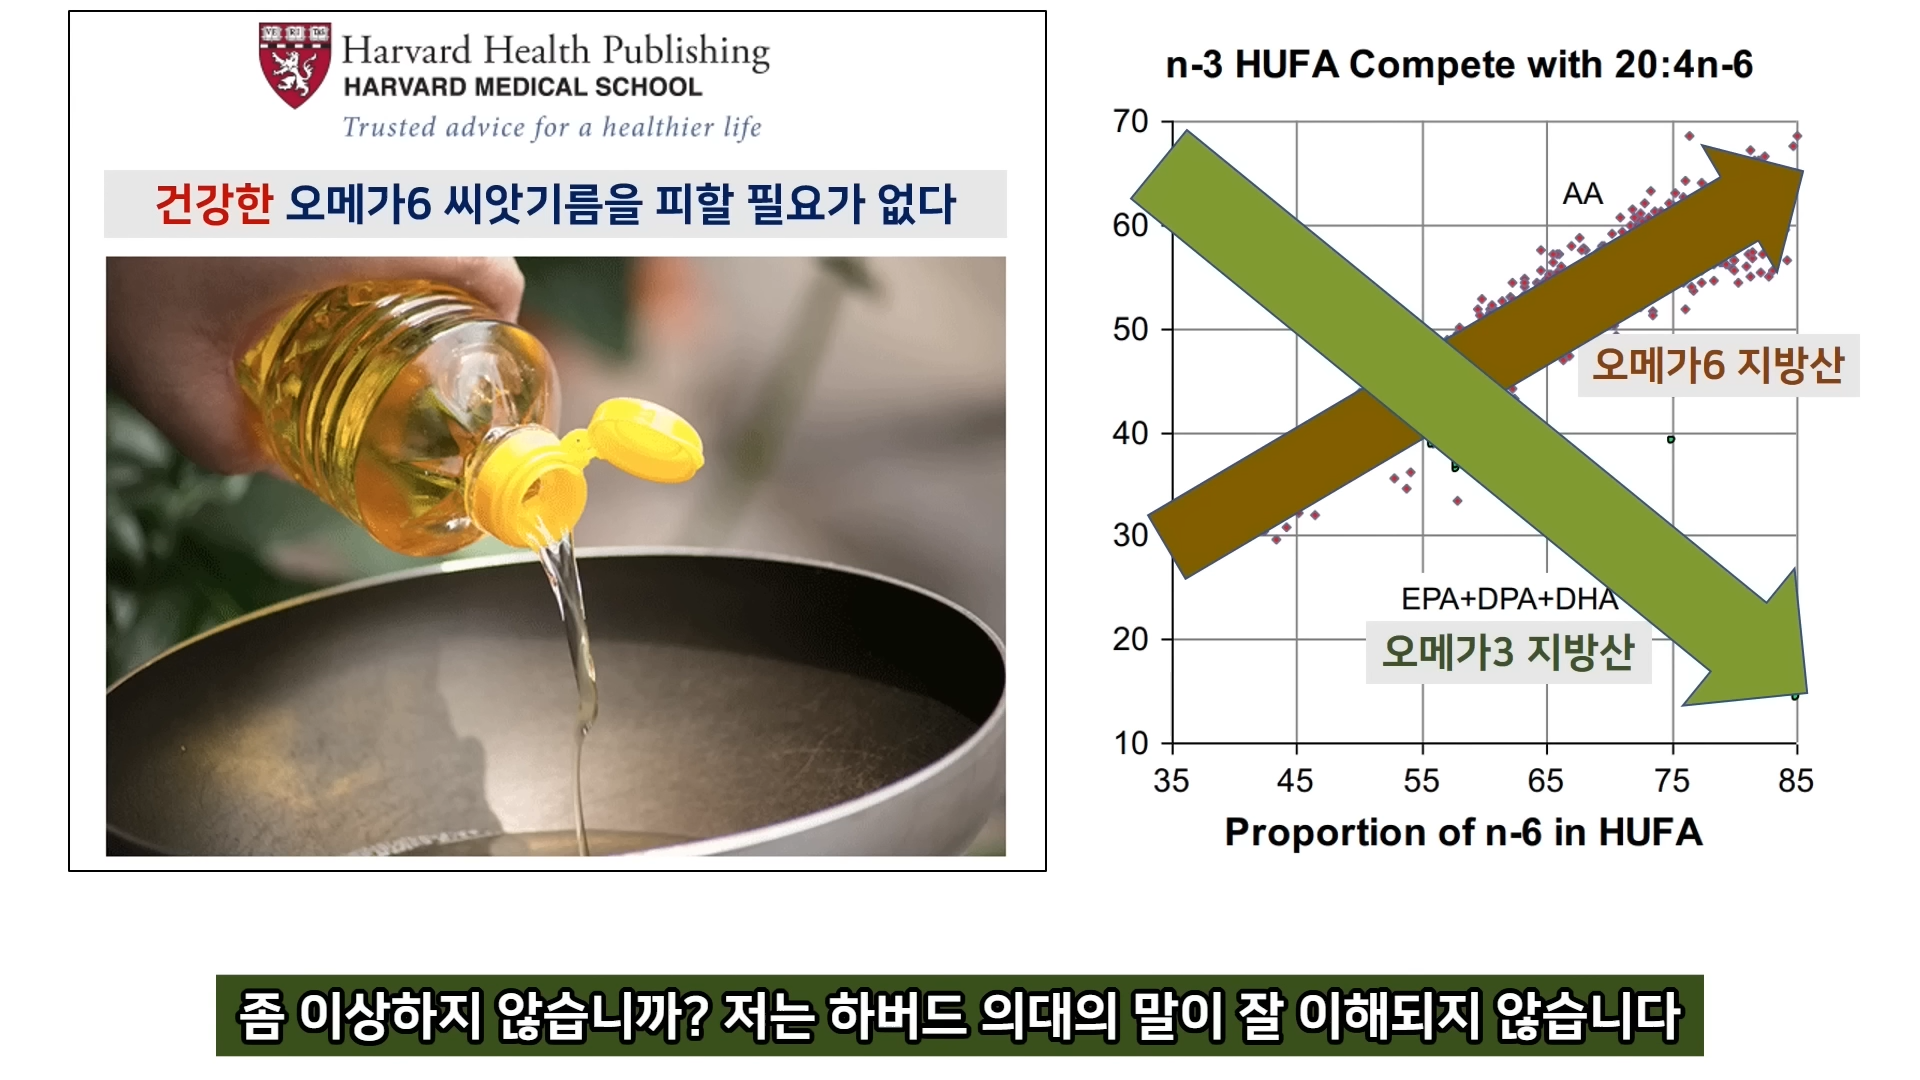 VE RI TAS
Harvard Health Publishing
HARVARD MEDICAL SCHOOL
Trusted advice for a healthier life
건강한 오메가6 씨앗기름을 피할 필요가 없다
n-3 HUFA Compete with 20:4n-6
70
60
50
40
30
20
10
AA
오메가6 지방산
EPA+DPA+DHA
오메가3 지방산
35 45 55 65 75 85
Proportion of n-6 in HUFA
좀 이상하지 않습니까? 저는 하버드 의대의 말이 잘 이해되지 않습니다